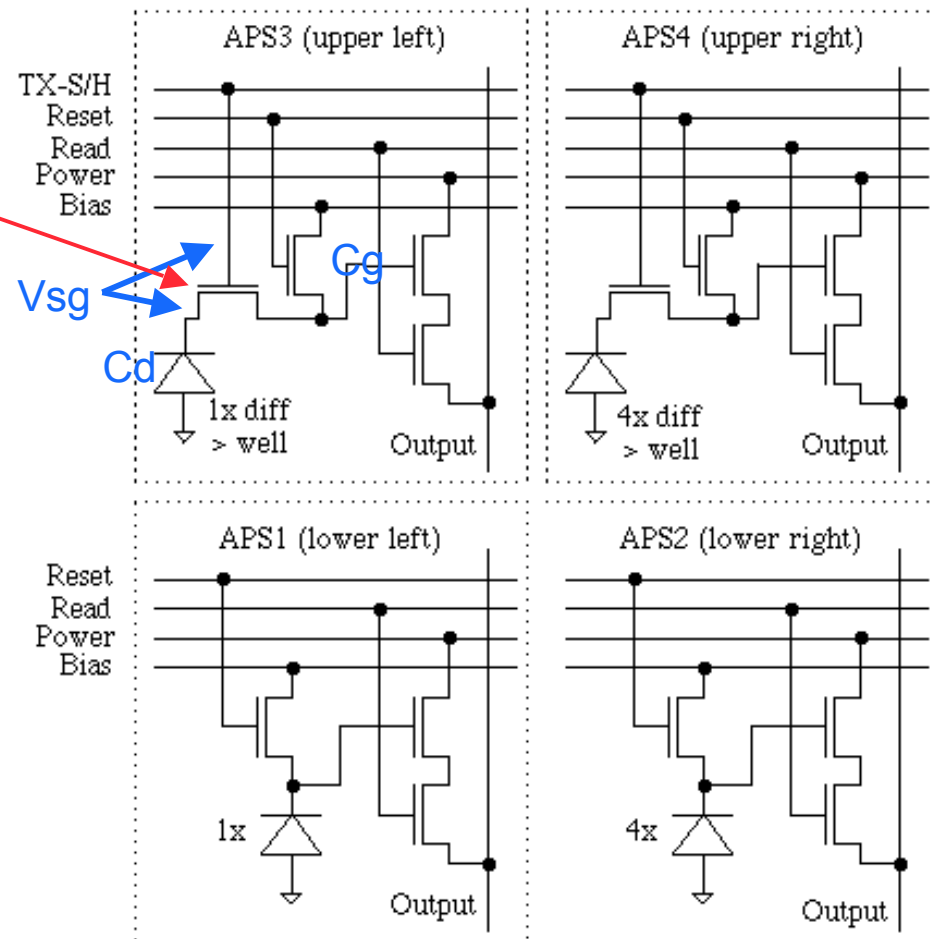 APS3 (upper left)
APS4 (upper right)
TX-S/H
Reset
Read
Power
Bias
Cg
Vsg
Cd
1x diff
> well
Output
4x diff
> well
Output
APS1 (lower left)
APS2 (lower right)
Reset
Read
Power
Bias
1x
4x
Output
Output